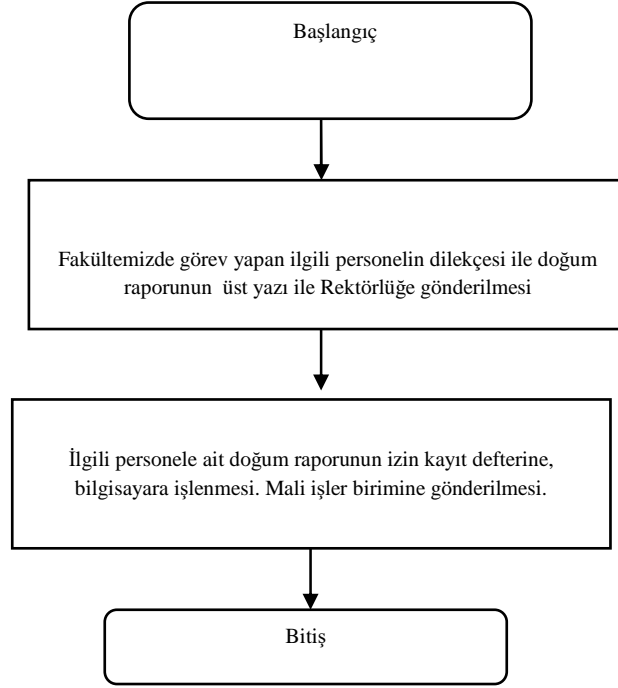 Başlangıç
Fakültemizde görev yapan ilgili personelin dilekçesi ile doğum
raporunun üst yazı ile Rektörlüğe gönderilmesi
İlgili personele ait doğum raporunun izin kayıt defterine,
bilgisayara işlenmesi. Mali işler birimine gönderilmesi.
Bitiş